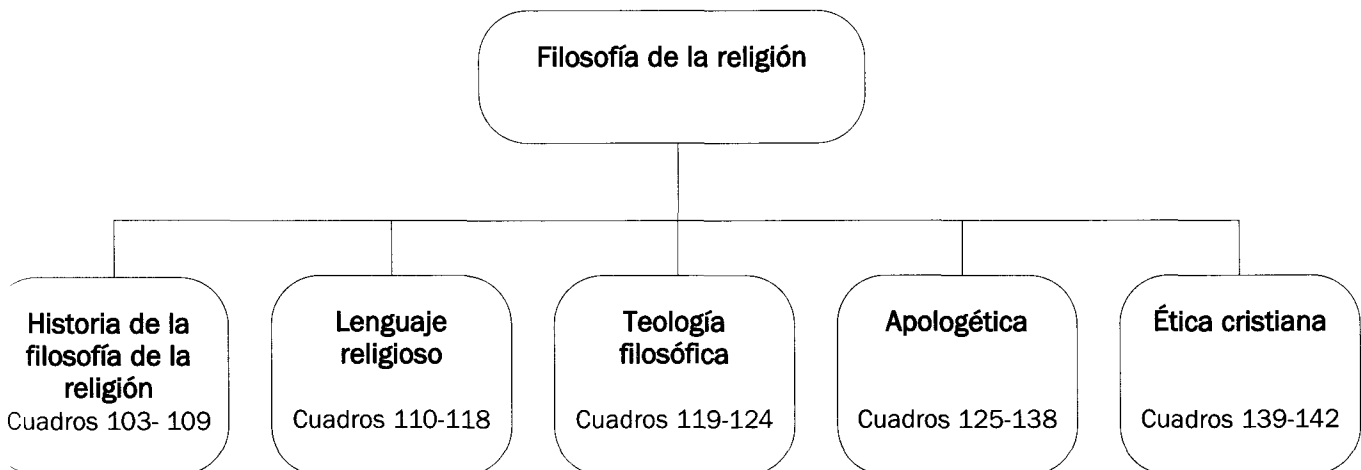 Filosofía de la religión
Historia de la
filosofía de la
religión
Cuadros 103- 109
Lenguaje
religioso
Cuadros 110-118
Teología
filosófica
Cuadros 119-124
Apologética
Cuadros 125-138
Ética cristiana
Cuadros 139-142